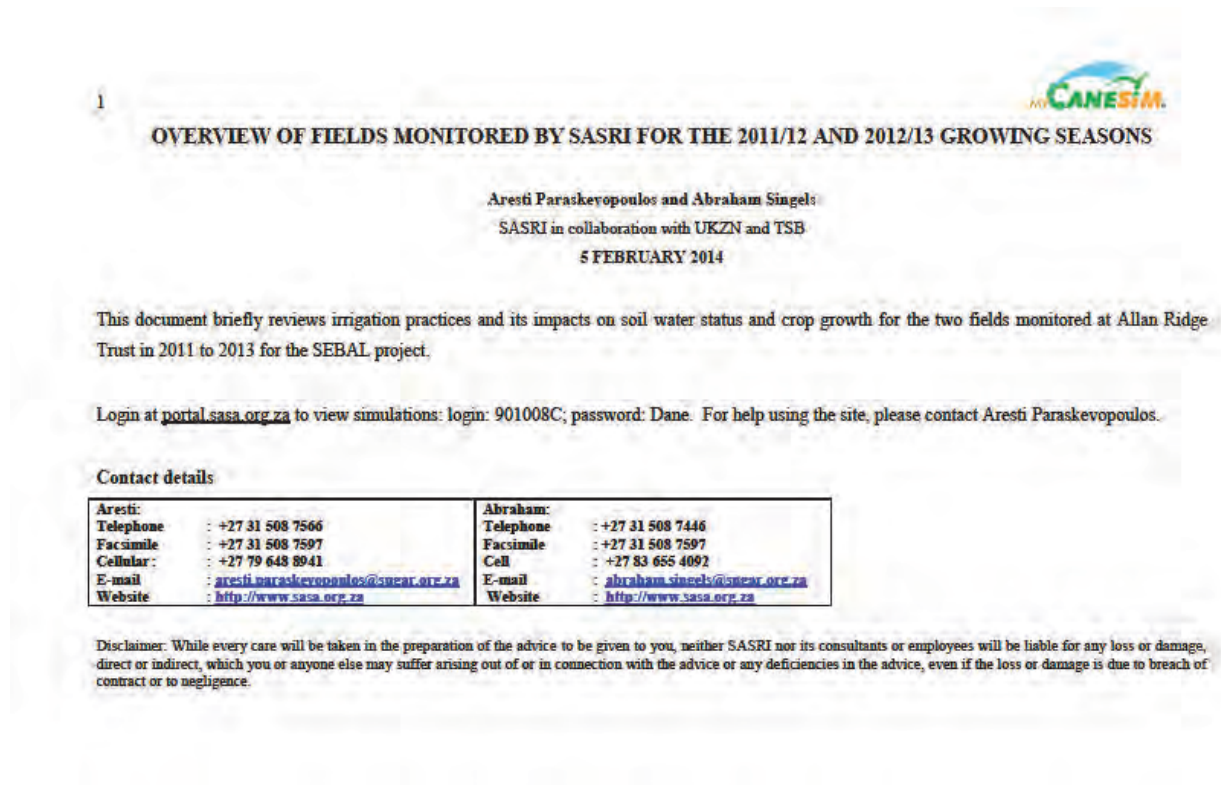 1
MYCANESIM.
OVERVIEW OF FIELDS MONITORED BY SASRI FOR THE 2011/12 AND 2012/13 GROWING SEASONS
Aresti Paraskevopoulos and Abraham Singels
SASRI in collaboration with UKZN and TSB
5 FEBRUARY 2014
This document briefly reviews irrigation practices and its impacts on soil water status and crop growth for the two fields monitored at Allan Ridge
Trust in 2011 to 2013 for the SEBAL project.
Login at portal.sasa.org.za to view simulations: login: 901008C; password: Dane. For help using the site, please contact Aresti Paraskevopoulos.
Contact details
Aresti:
Telephone : +27 31 508 7566
Facsimile : +27 31 508 7597
Cellular : : +27 79 648 8941
E-mail : aresti.paraskevopoulos@sugar.org.za
Website : http://www.sasa.org.za
Abraham:
Telephone : +27 31 508 7446
Facsimile : +27 31 508 7597
Cell : +27 83 655 4092
E-mail : abraham.singels@sugar.org.za
Website : http://www.sasa.org.za
Disclaimer: While every care will be taken in the preparation of the advice to be given to you, neither SASRI nor its consultants or employees will be liable for any loss or damage,
direct or indirect, which you or anyone else may suffer arising out of or in connection with the advice or any deficiencies in the advice, even if the loss or damage is due to breach of
contract or to negligence.